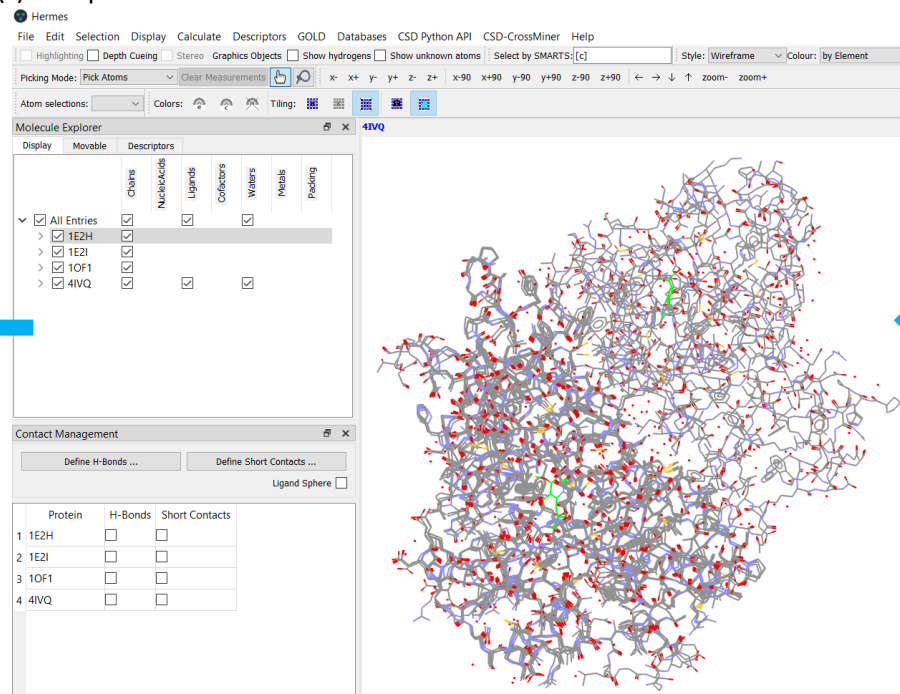 Hermes
File Edit Selection Display Calculate Descriptors GOLD Databases CSD Python API CSD-CrossMiner Help
Highlighting Depth Cueing Stereo Graphics Objects Show hydrogens Show unknown atoms Select by SMARTS: [c] Style: Wireframe Colour: by Element
Picking Mode: Pick Atoms Clear Measurements x- x+ y- y+ z- z+ x-90 x+90 y-90 y+90 z-90 z+90 ← → ↓ ↑ zoom- zoom+
Atom selections: Colors: Tiling:
Molecule Explorer
4IVQ
Display Movable Descriptors
Chains NucleicAcids Ligands Cofactors Waters Metals Packing
All Entries
1E2H
1E2I
1OF1
4IVQ
Contact Management
Define H-Bonds ... Define Short Contacts ...
Ligand Sphere
Protein H-Bonds Short Contacts
1 1E2H
2 1E2I
3 1OF1
4 4IVQ